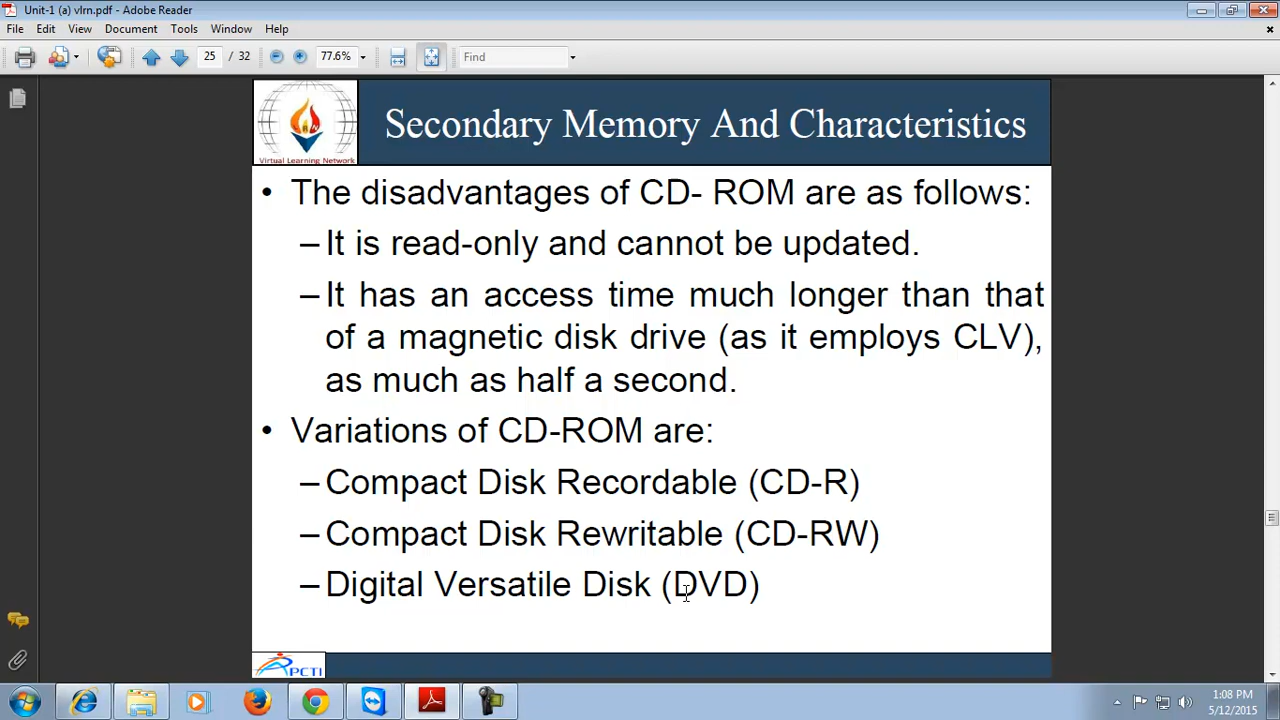 Unit-1 (a) vlrn.pdf - Adobe Reader
File Edit View Document Tools Window Help
25 / 32 77.6% Find
Secondary Memory And Characteristics
Virtual Learning Network
• The disadvantages of CD- ROM are as follows:
– It is read-only and cannot be updated.
– It has an access time much longer than that
of a magnetic disk drive (as it employs CLV),
as much as half a second.
• Variations of CD-ROM are:
– Compact Disk Recordable (CD-R)
– Compact Disk Rewritable (CD-RW)
– Digital Versatile Disk (DVD)
PCTI
1:08 PM
5/12/2015